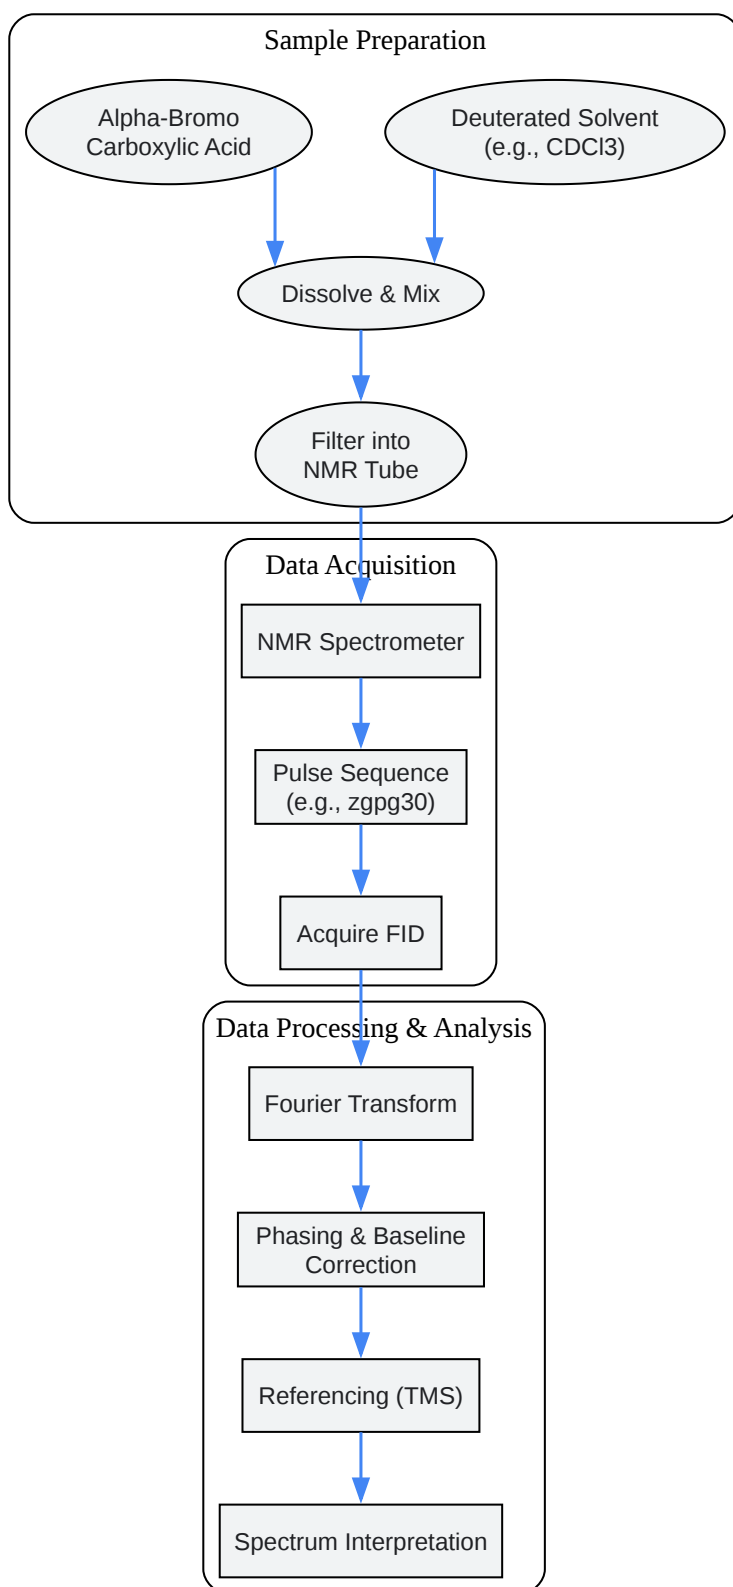 Sample Preparation
Alpha-Bromo
Carboxylic Acid
Deuterated Solvent
(e.g., CDCl3)
Dissolve & Mix
Filter into
NMR Tube
Data Acquisition
NMR Spectrometer
Pulse Sequence
(e.g., zgpg30)
Acquire FID
Data Processing & Analysis
Fourier Transform
Phasing & Baseline
Correction
Referencing (TMS)
Spectrum Interpretation